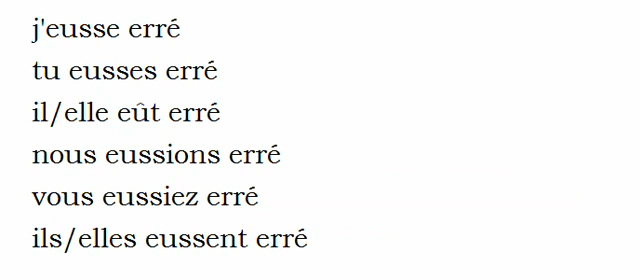 j'eusse erré
tu eusses erré
il/elle eût erré
nous eussions erré
vous eussiez erré
ils/elles eussent erré